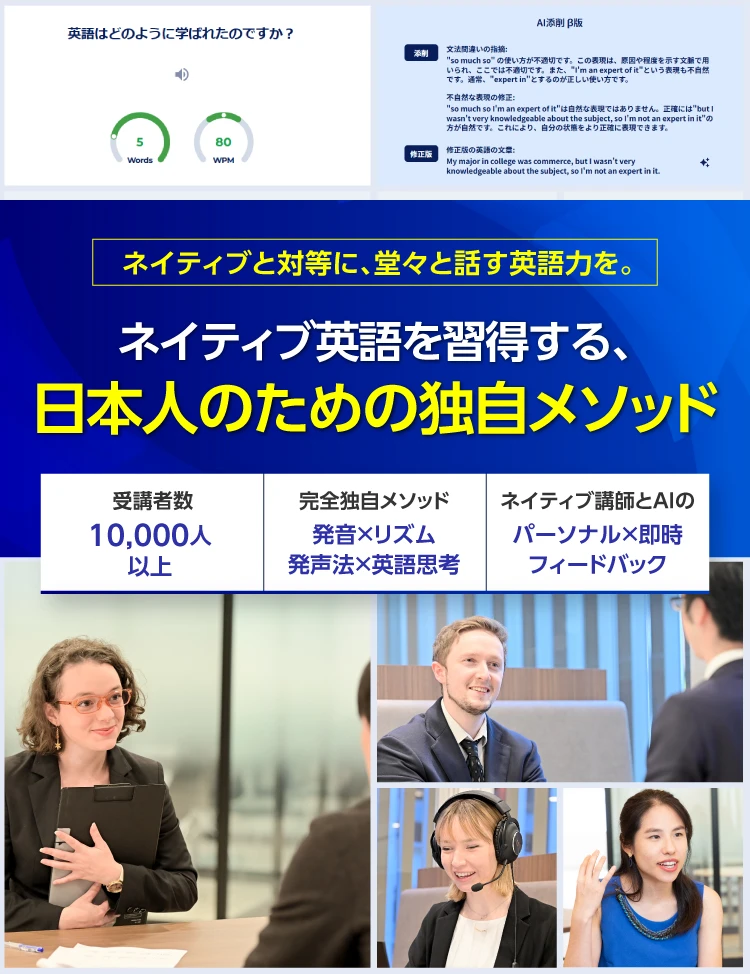 英語はどのように学ばれたのですか？
5
Words
80
WPM
AI添削 β版
添削
文法間違いの指摘:
"so much so" の使い方が不適切です。この表現は、原因や程度を示す文脈で用
いられ、ここでは不適切です。また、"I'm an expert of it"という表現も不自然
です。通常、"expert in"とするのが正しい使い方です。
不自然な表現の修正:
"so much so I'm an expert of it"は自然な表現ではありません。正確には"but I
wasn't very knowledgeable about the subject, so I'm not an expert in it"の
方が自然です。これにより、自分の状態をより正確に表現できます。
修正版
修正版の英語の文章:
My major in college was commerce, but I wasn't very
knowledgeable about the subject, so I'm not an expert in it.
ネイティブと対等に、堂々と話す英語力を。
ネイティブ英語を習得する、
日本人のための独自メソッド
受講者数
10,000人
以上
完全独自メソッド
発音×リズム
発声法×英語思考
ネイティブ講師とAIの
パーソナル×即時
フィードバック